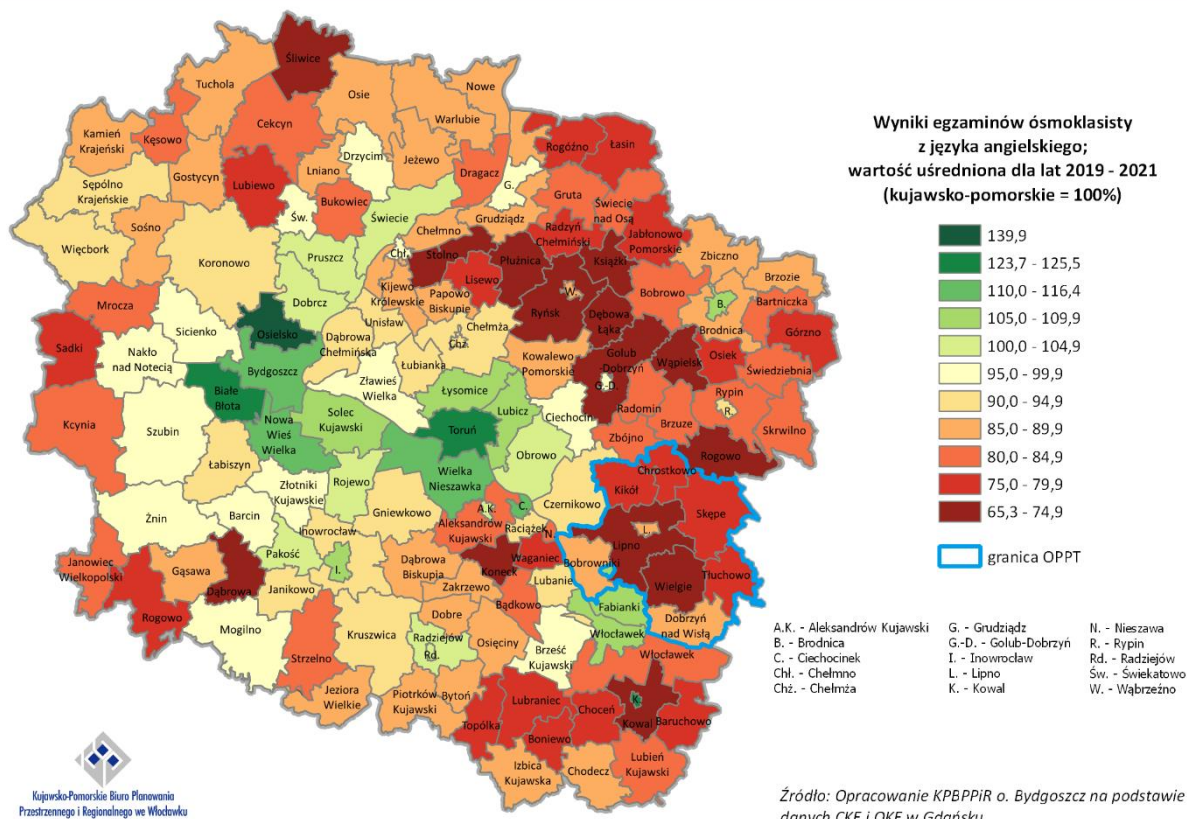 Wyniki egzaminów ósmoklasisty
z języka angielskiego;
wartość uśredniona dla lat 2019 - 2021
(kujawsko-pomorskie = 100%)
139,9
123,7 - 125,5
110,0 - 116,4
105,0 - 109,9
100,0 - 104,9
95,0 - 99,9
90,0 - 94,9
85,0 - 89,9
80,0 - 84,9
75,0 - 79,9
65,3 - 74,9
granica OPPT
A.K. - Aleksandrów Kujawski
B. - Brodnica
C. - Ciechocinek
Chł. - Chełmno
Chż. - Chełmża
G. - Grudziądz
G.-D. - Golub-Dobrzyń
I. - Inowrocław
L. - Lipno
K. - Kowal
N. - Nieszawa
R. - Rypin
Rd. - Radziejów
Św. - Świekatowo
W. - Wąbrzeźno
Śliwice
Tuchola
Osie
Nowe
Warlubie
Kamień
Krajeński
Kęsowo
Cekcyn
Drzycim
Jeżewo
Rogóźno
Łasin
Sępólno
Krajeńskie
Gostycyn
Lubiewo
Lniano
Dragacz
G.
Gruta
Bukowiec
Św.
Świecie
Grudziądz
Świecie
nad Osą
Więcbork
Sośno
Chełmno
Radzyń
Chełmiński
Jabłonowo
Pomorskie
Koronowo
Pruszcz
Chł.
Stolno
Płużnica
Książki
Zbiczno
Brzozie
Mrocza
Dobrcz
Kijewo
Królewskie
Lisewo
Papowo
Biskupie
W.
Bobrowo
B.
Bartniczka
Sicienko
Osielsko
Unisław
Chełmża
Chż.
Ryńsk
Dębowa
Łąka
Brodnica
Górzno
Sadki
Nakło
nad Notecią
Dąbrowa
Chełmińska
Łubianka
Kowalewo
Pomorskie
Golub
-Dobrzyń
G.-D.
Wąpielsk
Osiek
Świedziebnia
Bydgoszcz
Białe
Błota
Zławieś
Wielka
Łysomice
Rypin
R.
Kcynia
Szubin
Nowa
Wieś
Wielka
Solec
Kujawski
Toruń
Lubicz
Ciechocin
Radomin
Brzuze
Skrwilno
Zbójno
Łabiszyn
Rojewo
Wielka
Nieszawka
Obrowo
Rogowo
Złotniki
Kujawskie
Czernikowo
Chrostkowo
Kikół
Żnin
Barcin
Gniewkowo
A.K.
C.
Skępe
Inowrocław
Aleksandrów
Kujawski
Raciążek
N.
L.
Pakość
I.
Lipno
Janowiec
Wielkopolski
Gąsawa
Dąbrowa
Janikowo
Dąbrowa
Biskupia
Koneck
Waganiec
Bobrowniki
Tłuchowo
Wielgie
Rogowo
Zakrzewo
Lubanie
Bądkowo
Fabianki
Mogilno
Kruszwica
Dobre
Dobrzyń
nad Wisłą
Strzelno
Radziejów
Rd.
Osięciny
Brześć
Kujawski
Włocławek
Włocławek
Jeziora
Wielkie
Piotrków
Kujawski
Bytoń
Topólka
Lubraniec
Choceń
K.
Kowal
Baruchowo
Boniewo
Izbica
Kujawska
Chodecz
Lubień
Kujawski
Kujawsko-Pomorskie Biuro Planowania
Przestrzennego i Regionalnego we Włocławku
Źródło: Opracowanie KPBPPiR o. Bydgoszcz na podstawie
danych CKE i OKE w Gdańsku